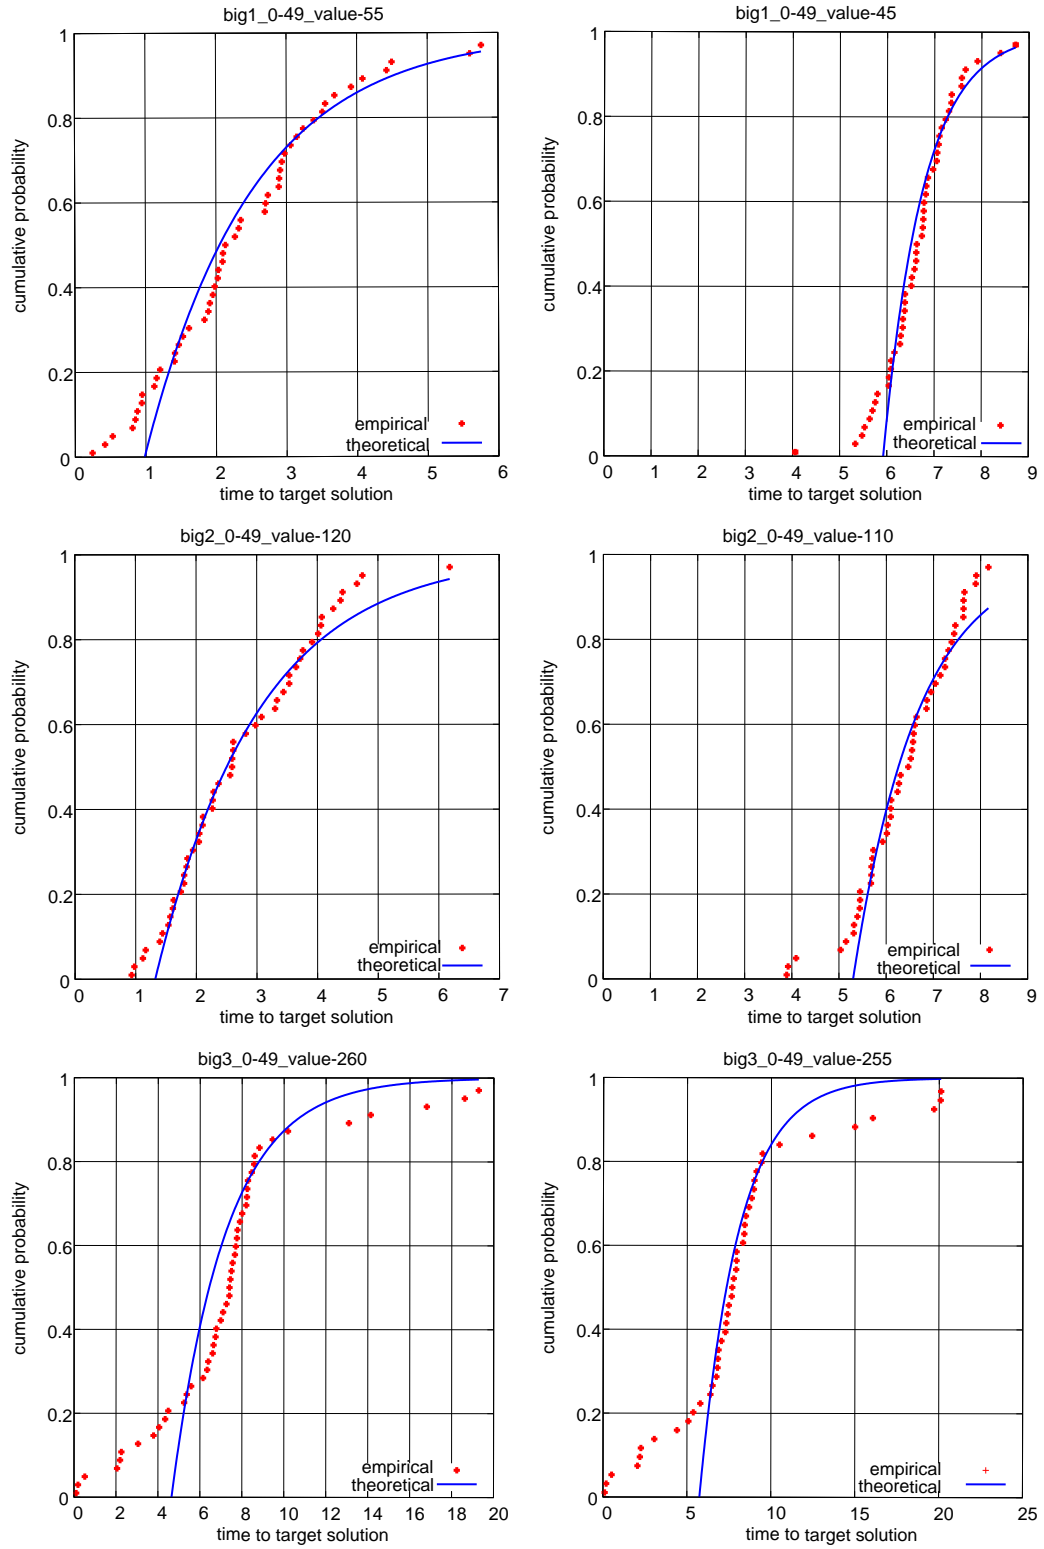 big1_0-49_value-55
1
0.8
0.6
0.4
0.2
0
cumulative probability
empirical
theoretical
1 2 3 4 5 6
time to target solution
big1_0-49_value-45
1
0.8
0.6
0.4
0.2
0
cumulative probability
empirical
theoretical
0 1 2 3 4 5 6 7 8 9
time to target solution
big2_0-49_value-120
1
0.8
0.6
0.4
0.2
0
cumulative probability
empirical
theoretical
0 1 2 3 4 5 6 7
time to target solution
big2_0-49_value-110
1
0.8
0.6
0.4
0.2
0
cumulative probability
empirical
theoretical
0 1 2 3 4 5 6 7 8 9
time to target solution
big3_0-49_value-260
1
0.8
0.6
0.4
0.2
0
cumulative probability
empirical
theoretical
0 2 4 6 8 10 12 14 16 18 20
time to target solution
big3_0-49_value-255
1
0.8
0.6
0.4
0.2
0
cumulative probability
empirical
theoretical
0 5 10 15 20 25
time to target solution